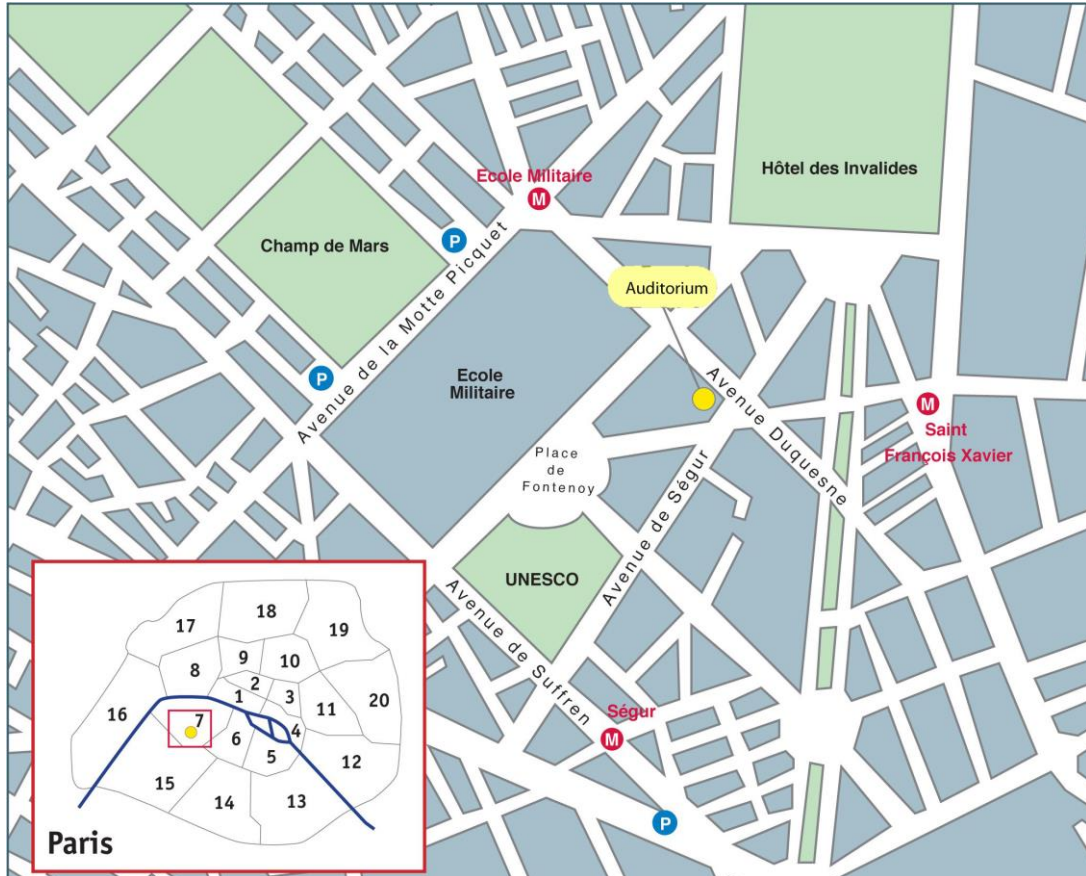 Ecole Militaire
M
Hôtel des Invalides
P
Champ de Mars
Avenue de la Motte Picquet
Auditorium
P
Ecole
Militaire
Avenue Duquesne
M
Saint
François Xavier
Place
de
Fontenoy
Avenue de Ségur
UNESCO
Avenue de Suffren
Ségur
M
P
17
18
19
8
9
10
2
1
3
11
20
16
7
6
4
5
12
15
14
13
Paris